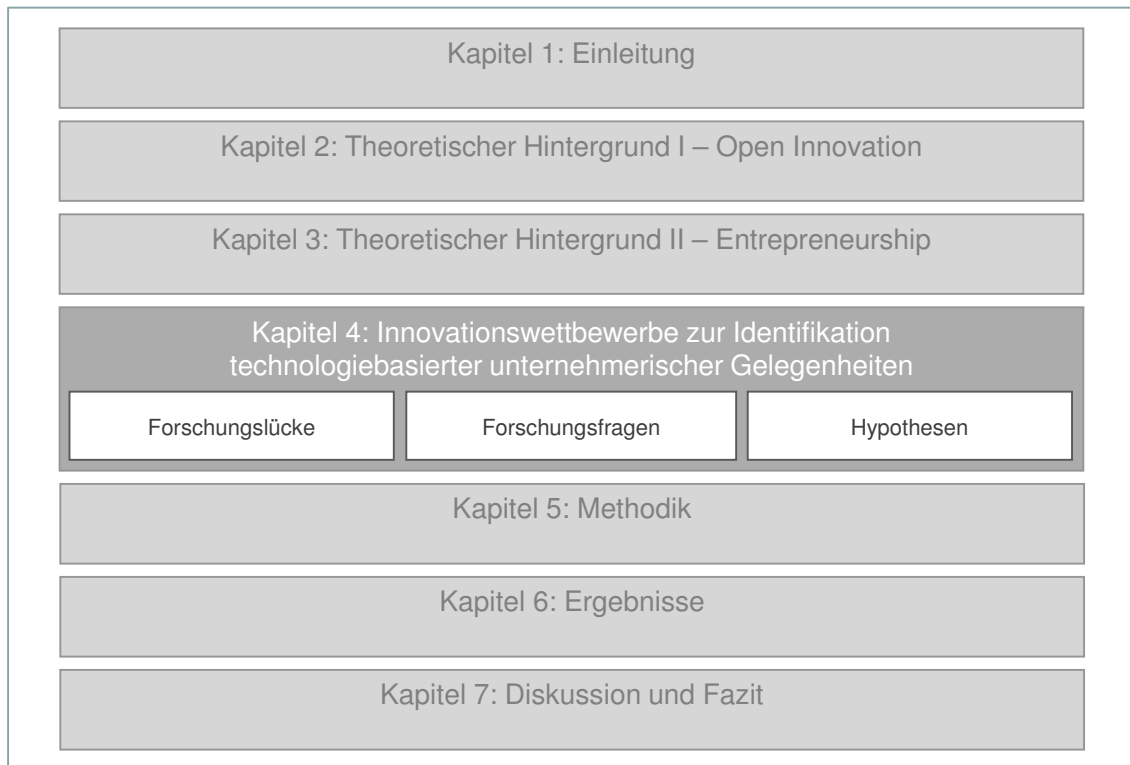 Kapitel 1: Einleitung
Kapitel 2: Theoretischer Hintergrund I – Open Innovation
Kapitel 3: Theoretischer Hintergrund II – Entrepreneurship
Kapitel 4: Innovationswettbewerbe zur Identifikation
technologiebasierter unternehmerischer Gelegenheiten
Forschungslücke
Forschungsfragen
Hypothesen
Kapitel 5: Methodik
Kapitel 6: Ergebnisse
Kapitel 7: Diskussion und Fazit